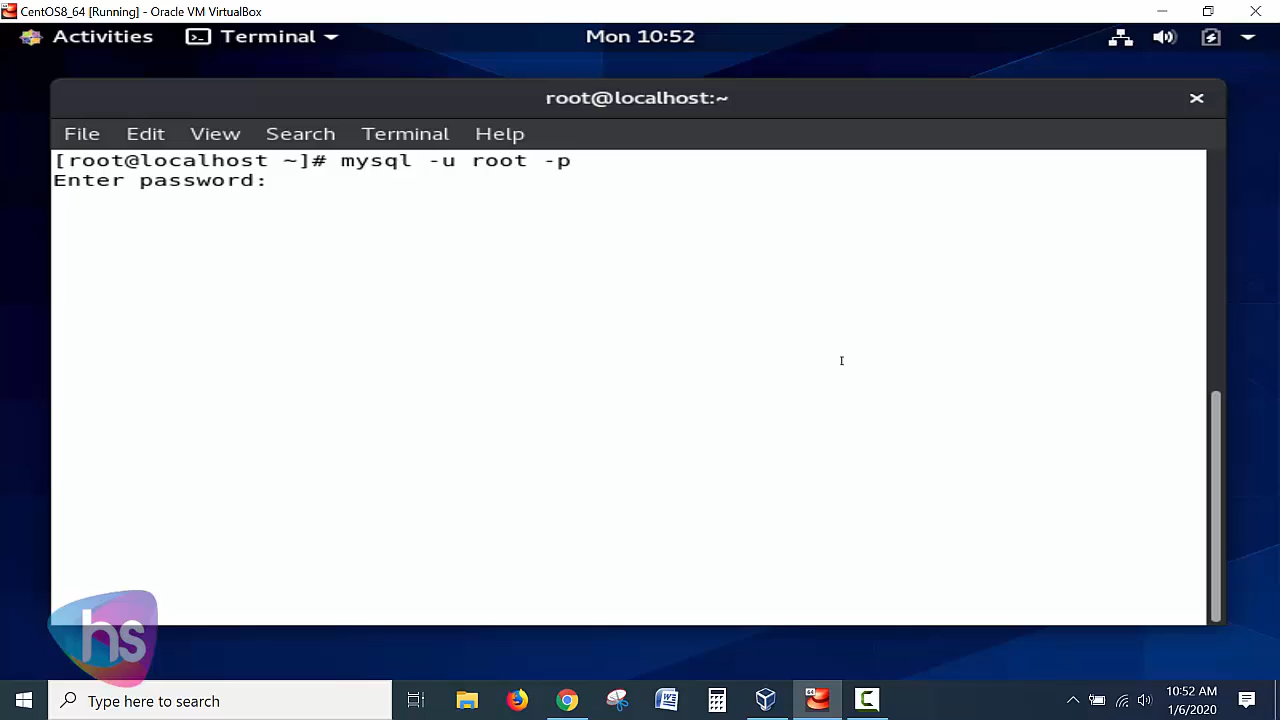 CentOS8_64 [Running] - Oracle VM VirtualBox
Activities Terminal Mon 10:52
root@localhost:~
File Edit View Search Terminal Help
[root@localhost ~]# mysql -u root -p
Enter password:
hs
Type here to search
10:52 AM
1/6/2020